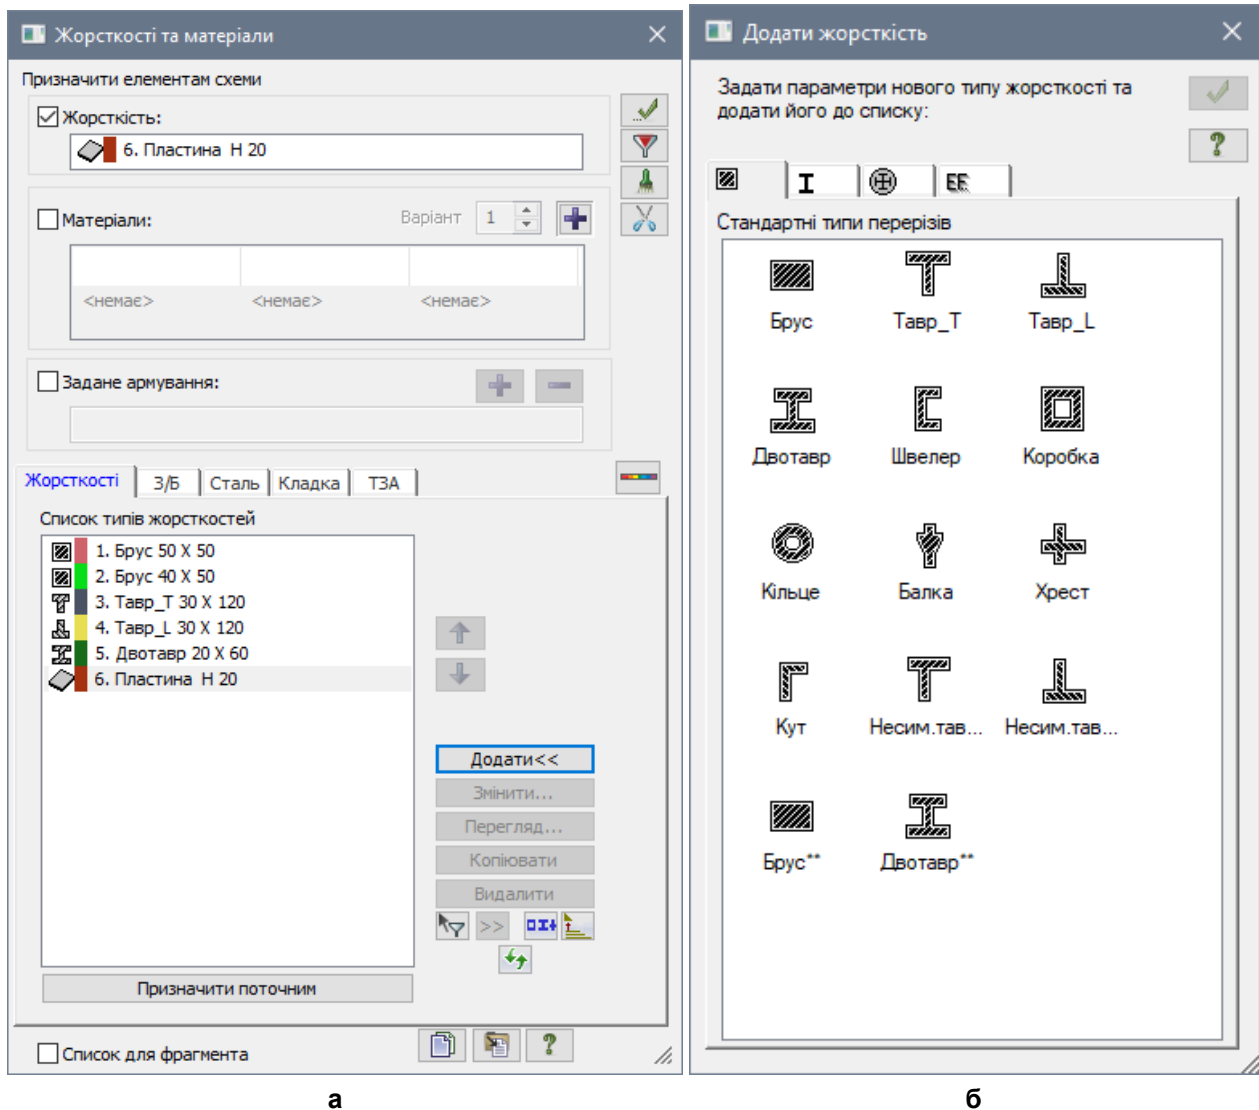 Жорсткості та матеріали
Призначити елементам схеми
Жорсткість:
6. Пластина H 20
Матеріали:
Варіант 1
<немає> <немає> <немає>
Задане армування:
Жорсткості З/Б Сталь Кладка ТЗА
Список типів жорсткостей
1. Брус 50 X 50
2. Брус 40 X 50
3. Тавр_T 30 X 120
4. Тавр_L 30 X 120
5. Двотавр 20 X 60
6. Пластина H 20
Додати<<
Змінити...
Перегляд...
Копіювати
Видалити
>>
Призначити поточним
Список для фрагмента
?
а
Додати жорсткість
Задати параметри нового типу жорсткості та
додати його до списку:
?
Стандартні типи перерізів
Брус Тавр_T Тавр_L
Двотавр Швелер Коробка
Кільце Балка Хрест
Кут Несим.тав... Несим.тав...
Брус** Двотавр**
б